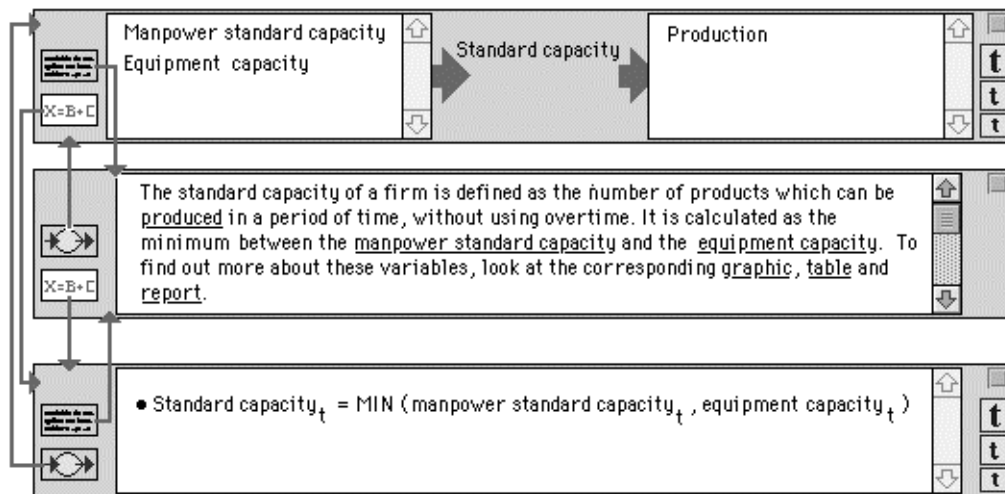 Manpower standard capacity
Equipment capacity
Standard capacity
Production
t
t
t
X=B+C
The standard capacity of a firm is defined as the number of products which can be
produced in a period of time, without using overtime. It is calculated as the
minimum between the manpower standard capacity and the equipment capacity. To
find out more about these variables, look at the corresponding graphic, table and
report.
X=B+C
● Standard capacityt = MIN (manpower standard capacityt , equipment capacityt )
t
t
t